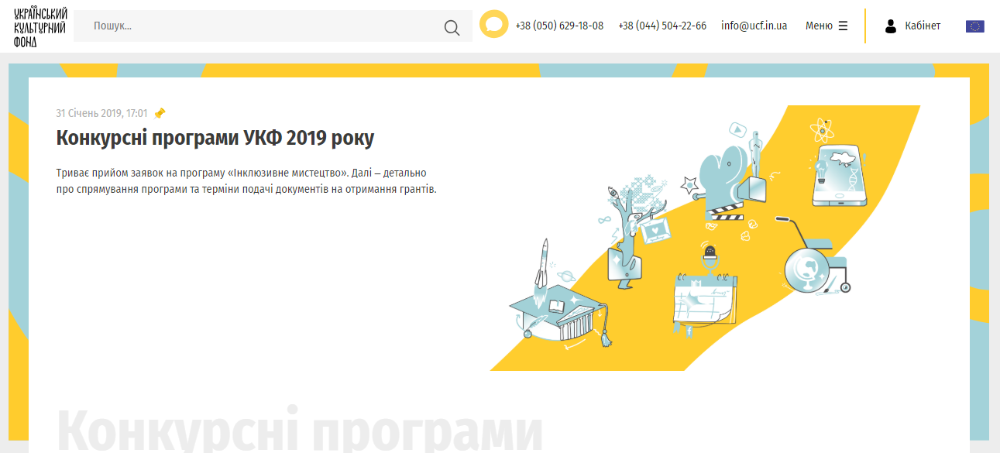 УКРАЇНСЬКИЙ
КУЛЬТУРНИЙ
ФОНД
Пошук...
+38 (050) 629-18-08
+38 (044) 504-22-66
info@ucf.in.ua
Меню
Кабінет
31 Січень 2019, 17:01
Конкурсні програми УКФ 2019 року
Триває прийом заявок на програму «Інклюзивне мистецтво». Далі – детально
про спрямування програми та терміни подачі документів на отримання грантів.
Конкурсні програми